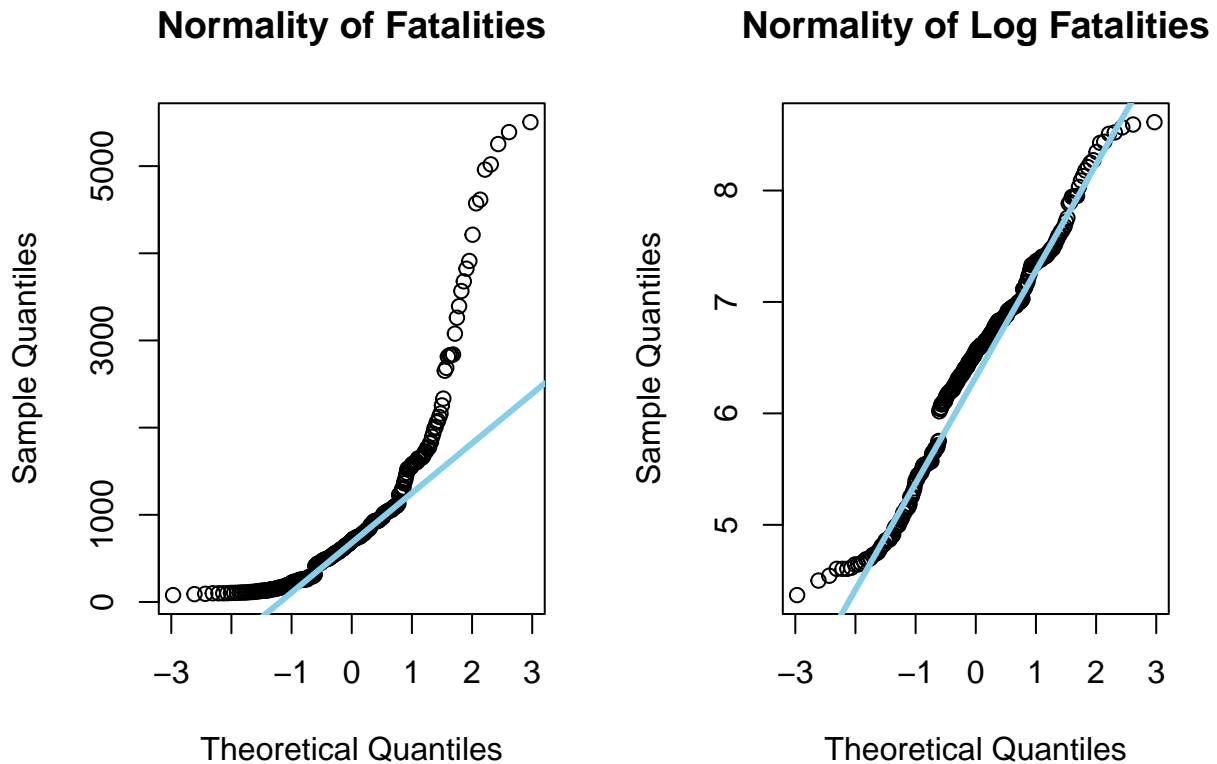 Normality of Fatalities
Sample Quantiles
5000
3000
1000
0
−3 −1 0 1 2 3
Theoretical Quantiles
Normality of Log Fatalities
Sample Quantiles
8
7
6
5
−3 −1 0 1 2 3
Theoretical Quantiles